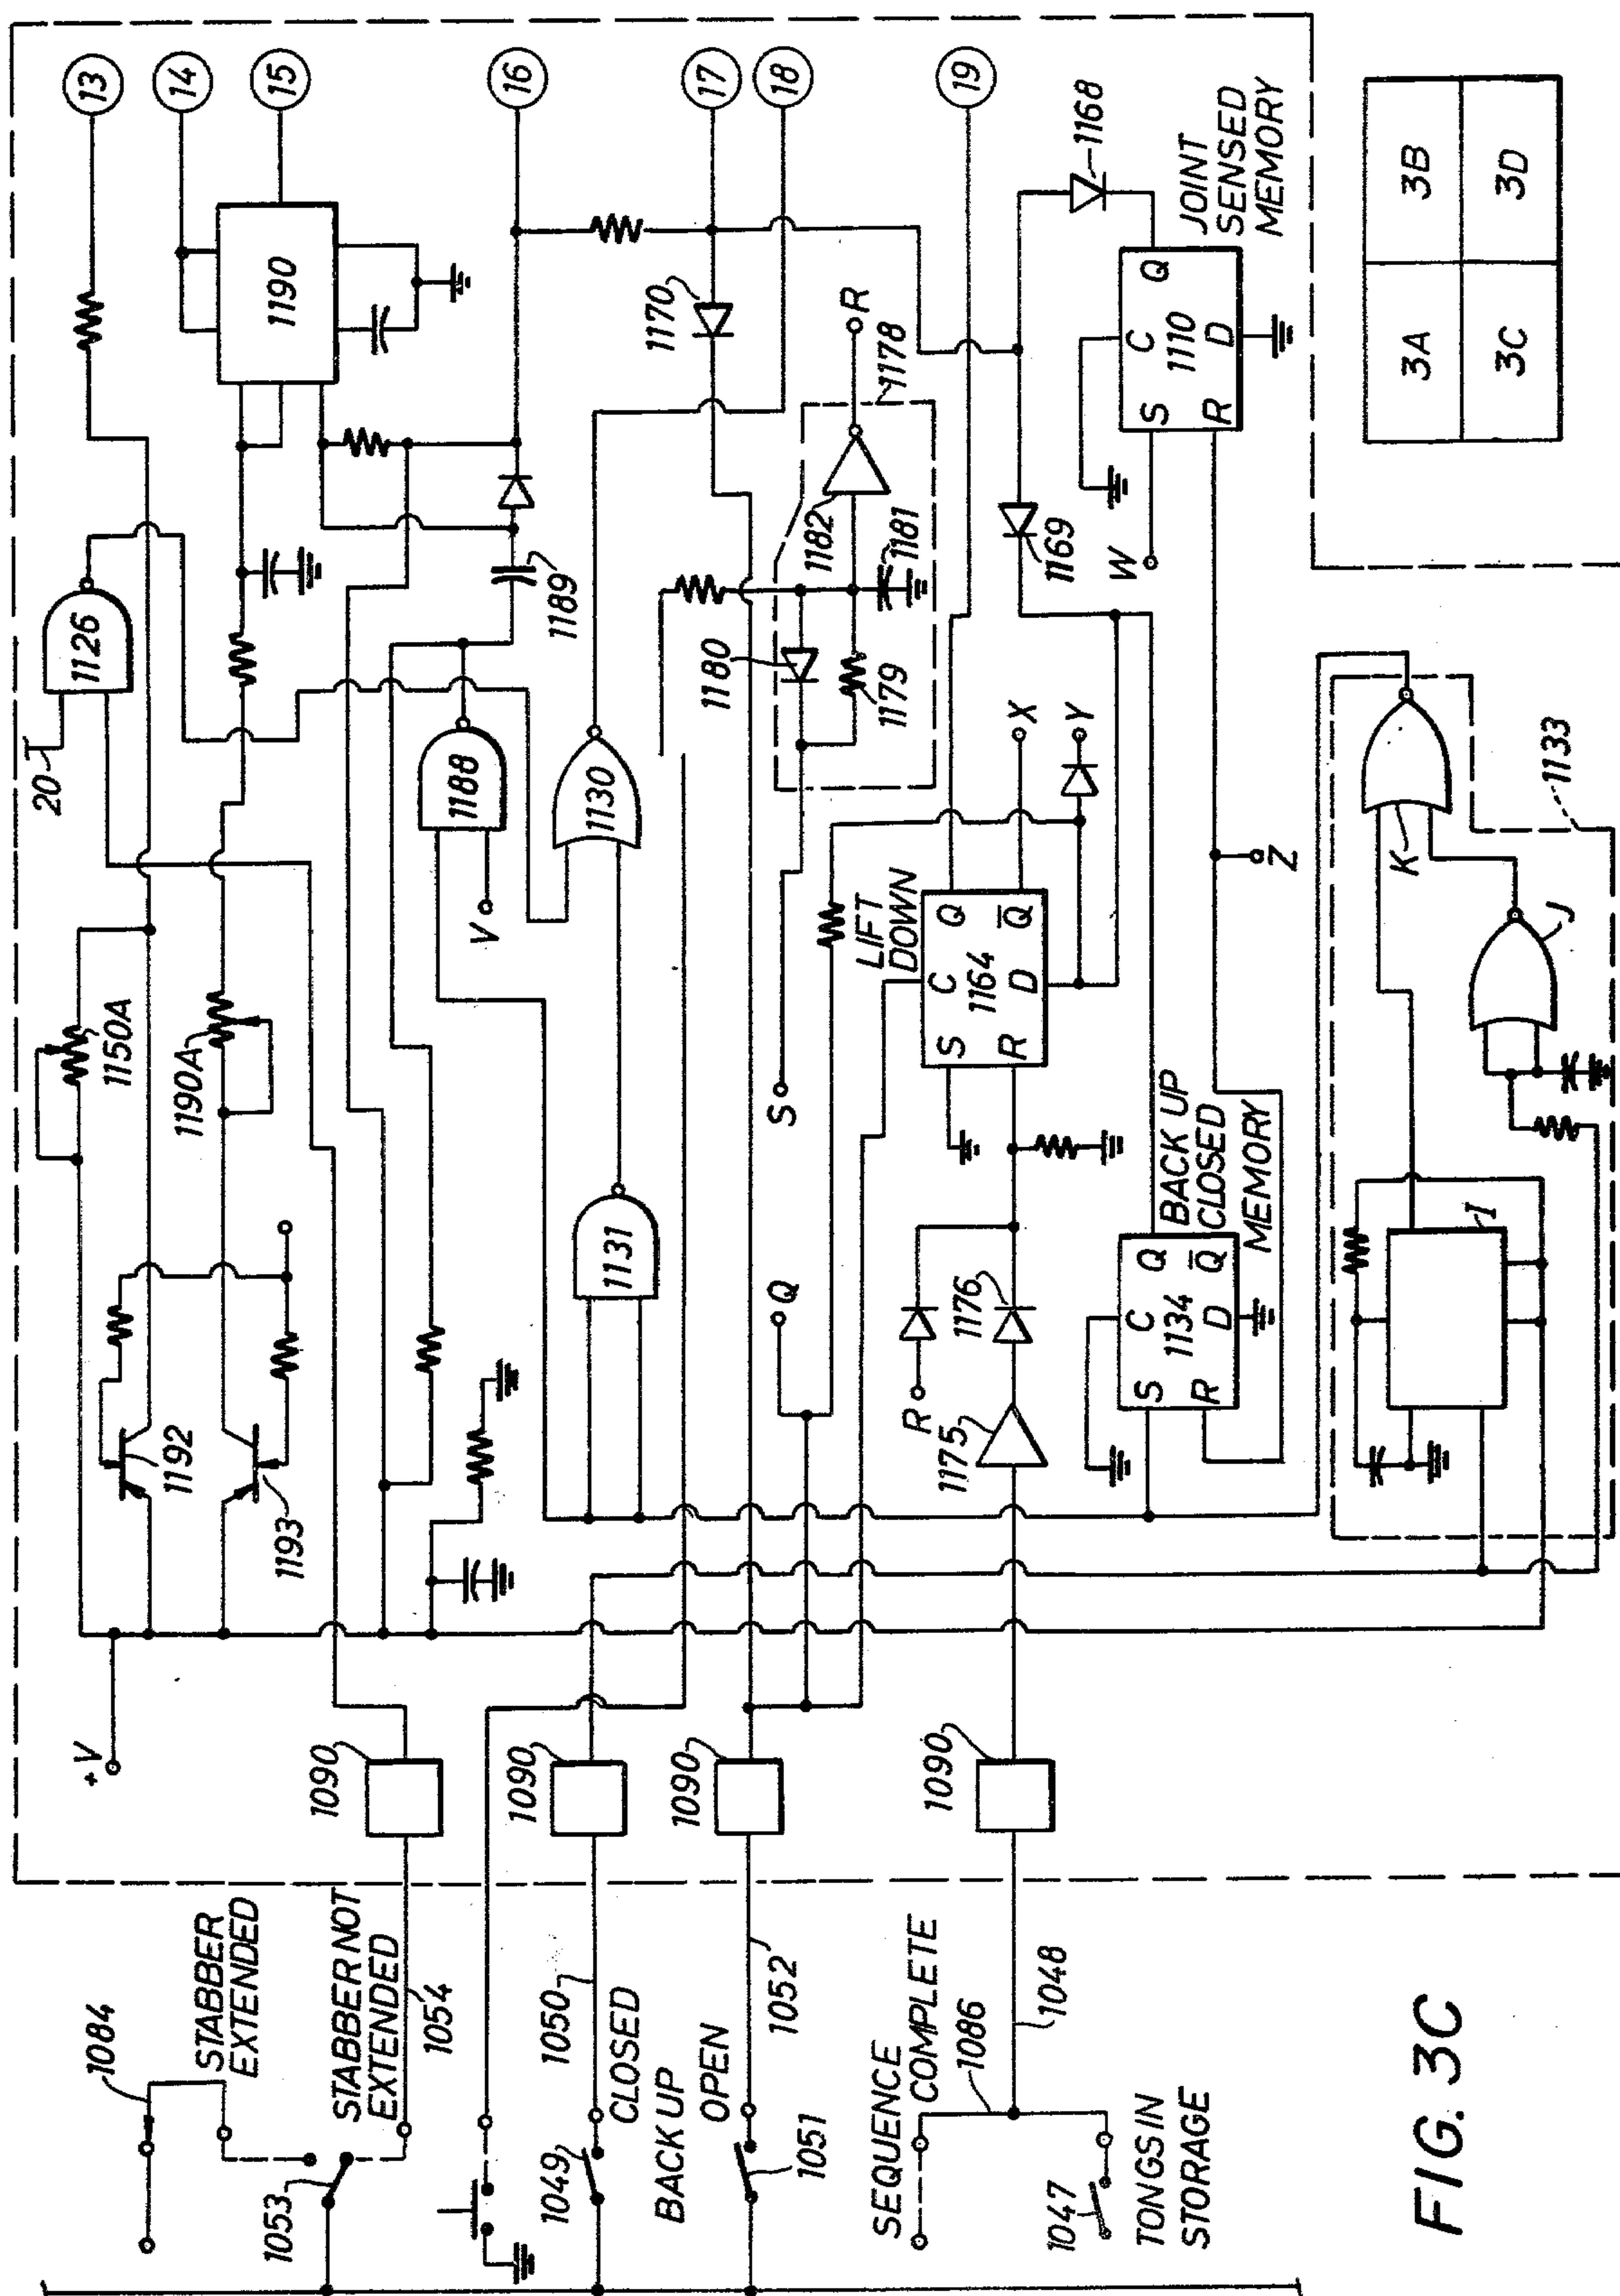 1084
STABBER
EXTENDED
STABBER NOT
EXTENDED
1053
1054
1049
1050
CLOSED
BACK UP
OPEN
1051
1052
SEQUENCE
COMPLETE
1086
1048
1047
TONGS IN
STORAGE
FIG. 3C
+V
1090
1090
1090
1090
1192
1193
1150A
1190A
20
1126
13
14
15
1190
16
17
18
19
1188
V
1189
1130
1131
1170
S
Q
1180
1179
1182
1181
1178
R
LIFT
DOWN
S
C
Q
1164
R
D
Q
X
Y
R
1175
1176
BACK UP
CLOSED
MEMORY
S
C
Q
1134
R
D
Q
1169
1168
W
S
C
Q
1110
R
D
JOINT
SENSED
MEMORY
Z
I
J
K
1133
3A
3B
3C
3D